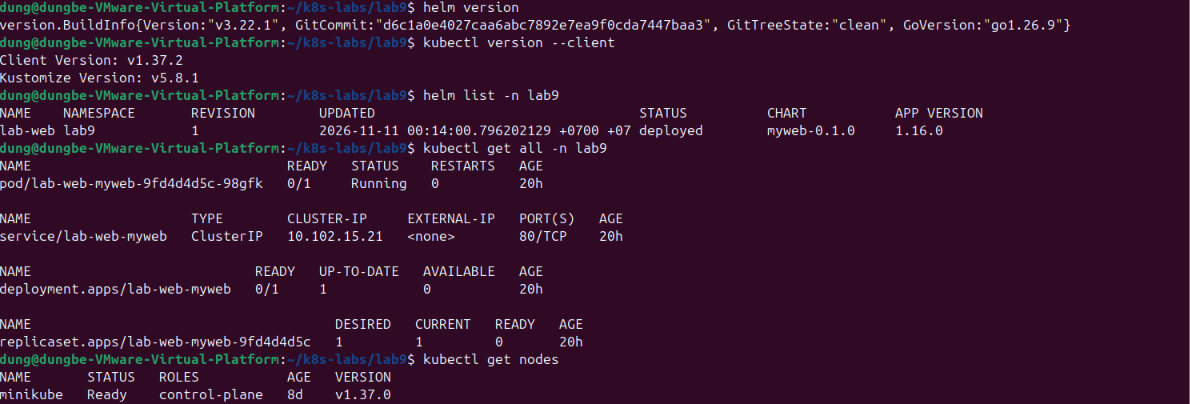 dung@dungbe-VMware-Virtual-Platform:~/k8s-labs/lab9$ helm version
version.BuildInfo{Version:"v3.22.1", GitCommit:"d6c1a0e4027caa6abc7892e7ea9f0cda7447baa3", GitTreeState:"clean", GoVersion:"go1.26.9"}
dung@dungbe-VMware-Virtual-Platform:~/k8s-labs/lab9$ kubectl version --client
Client Version: v1.37.2
Kustomize Version: v5.8.1
dung@dungbe-VMware-Virtual-Platform:~/k8s-labs/lab9$ helm list -n lab9
NAME    NAMESPACE       REVISION        UPDATED                                 STATUS          CHART           APP VERSION
lab-web lab9            1               2026-11-11 00:14:00.796202129 +0700 +07 deployed        myweb-0.1.0     1.16.0
dung@dungbe-VMware-Virtual-Platform:~/k8s-labs/lab9$ kubectl get all -n lab9
NAME                                READY   STATUS    RESTARTS   AGE
pod/lab-web-myweb-9fd4d4d5c-98gfk   0/1     Running   0          20h
NAME                    TYPE        CLUSTER-IP     EXTERNAL-IP   PORT(S)   AGE
service/lab-web-myweb   ClusterIP   10.102.15.21   <none>        80/TCP    20h
NAME                            READY   UP-TO-DATE   AVAILABLE   AGE
deployment.apps/lab-web-myweb   0/1     1            0           20h
NAME                                      DESIRED   CURRENT   READY   AGE
replicaset.apps/lab-web-myweb-9fd4d4d5c   1         1         0       20h
dung@dungbe-VMware-Virtual-Platform:~/k8s-labs/lab9$ kubectl get nodes
NAME       STATUS   ROLES           AGE   VERSION
minikube   Ready    control-plane   8d    v1.37.0